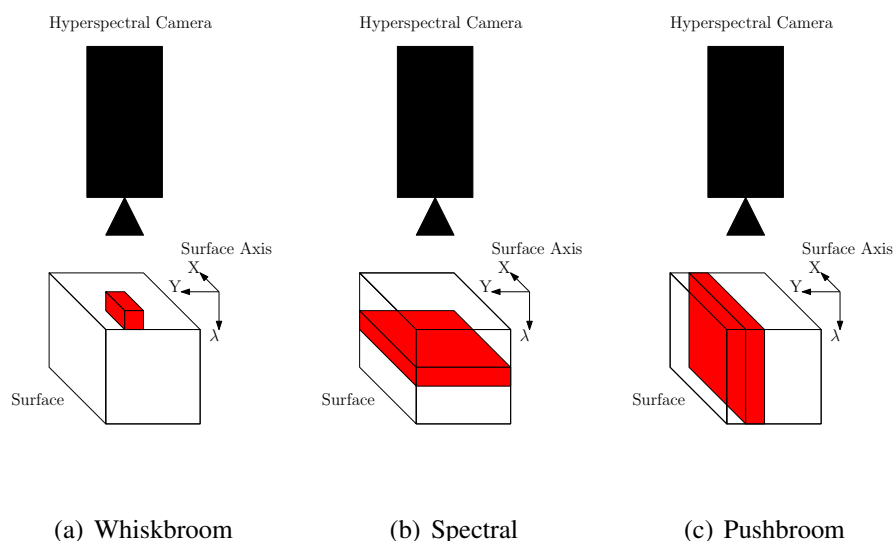 Hyperspectral Camera
Surface Axis
X
Y
λ
Surface
(a) Whiskbroom
Hyperspectral Camera
Surface Axis
X
Y
λ
Surface
(b) Spectral
Hyperspectral Camera
Surface Axis
X
Y
λ
Surface
(c) Pushbroom